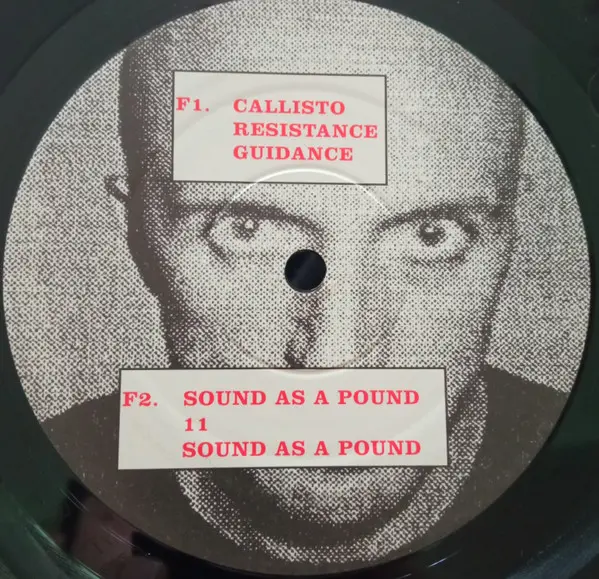 F1. CALLISTO
RESISTANCE
GUIDANCE
F2. SOUND AS A POUND
11
SOUND AS A POUND